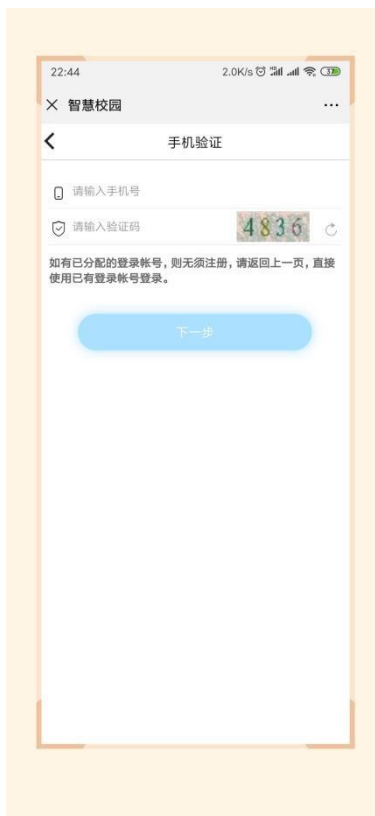 22:44
2.0K/s
× 智慧校园
手机验证
请输入手机号
请输入验证码
4836
如有已分配的登录帐号，则无须注册，请返回上一页，直接
使用已有登录帐号登录。
下一步